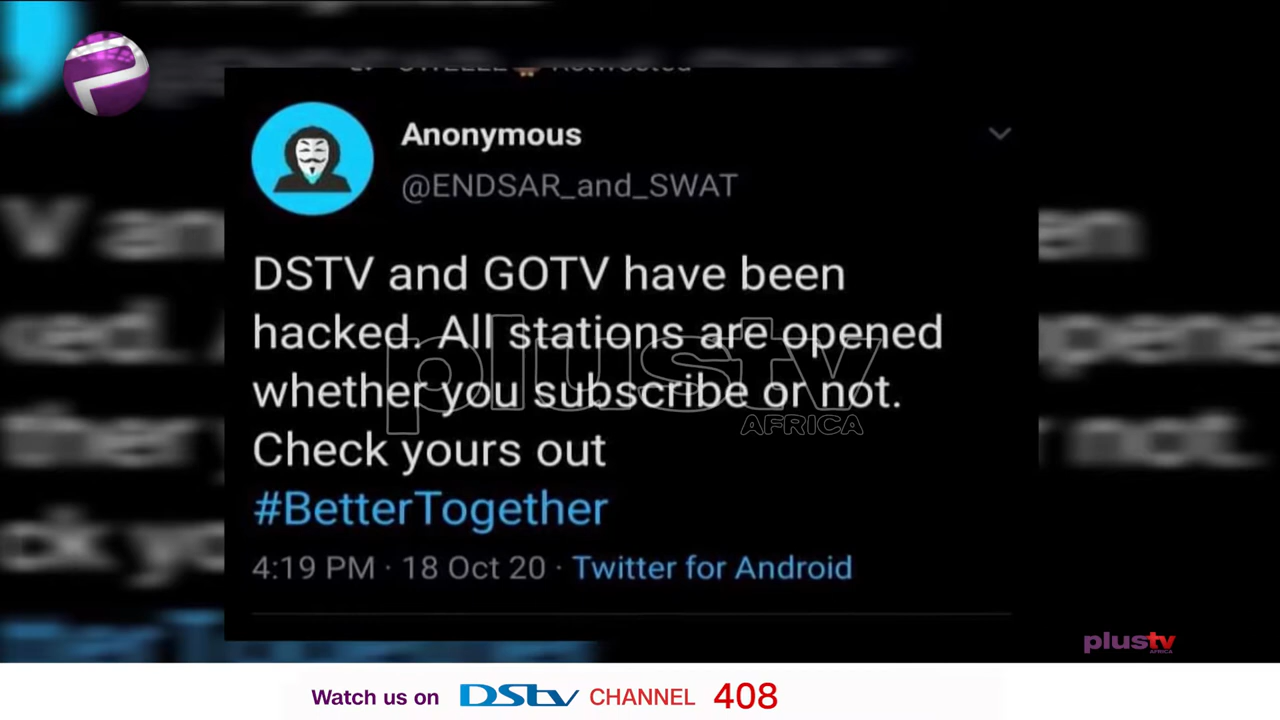 Retweeted
Anonymous
@ENDSAR_and_SWAT
DSTV and GOTV have been
hacked. All stations are opened
whether you subscribe or not.
Check yours out
#BetterTogether
4:19 PM · 18 Oct 20 · Twitter for Android
plustv
AFRICA
plustv
AFRICA
Watch us on DStv CHANNEL 408